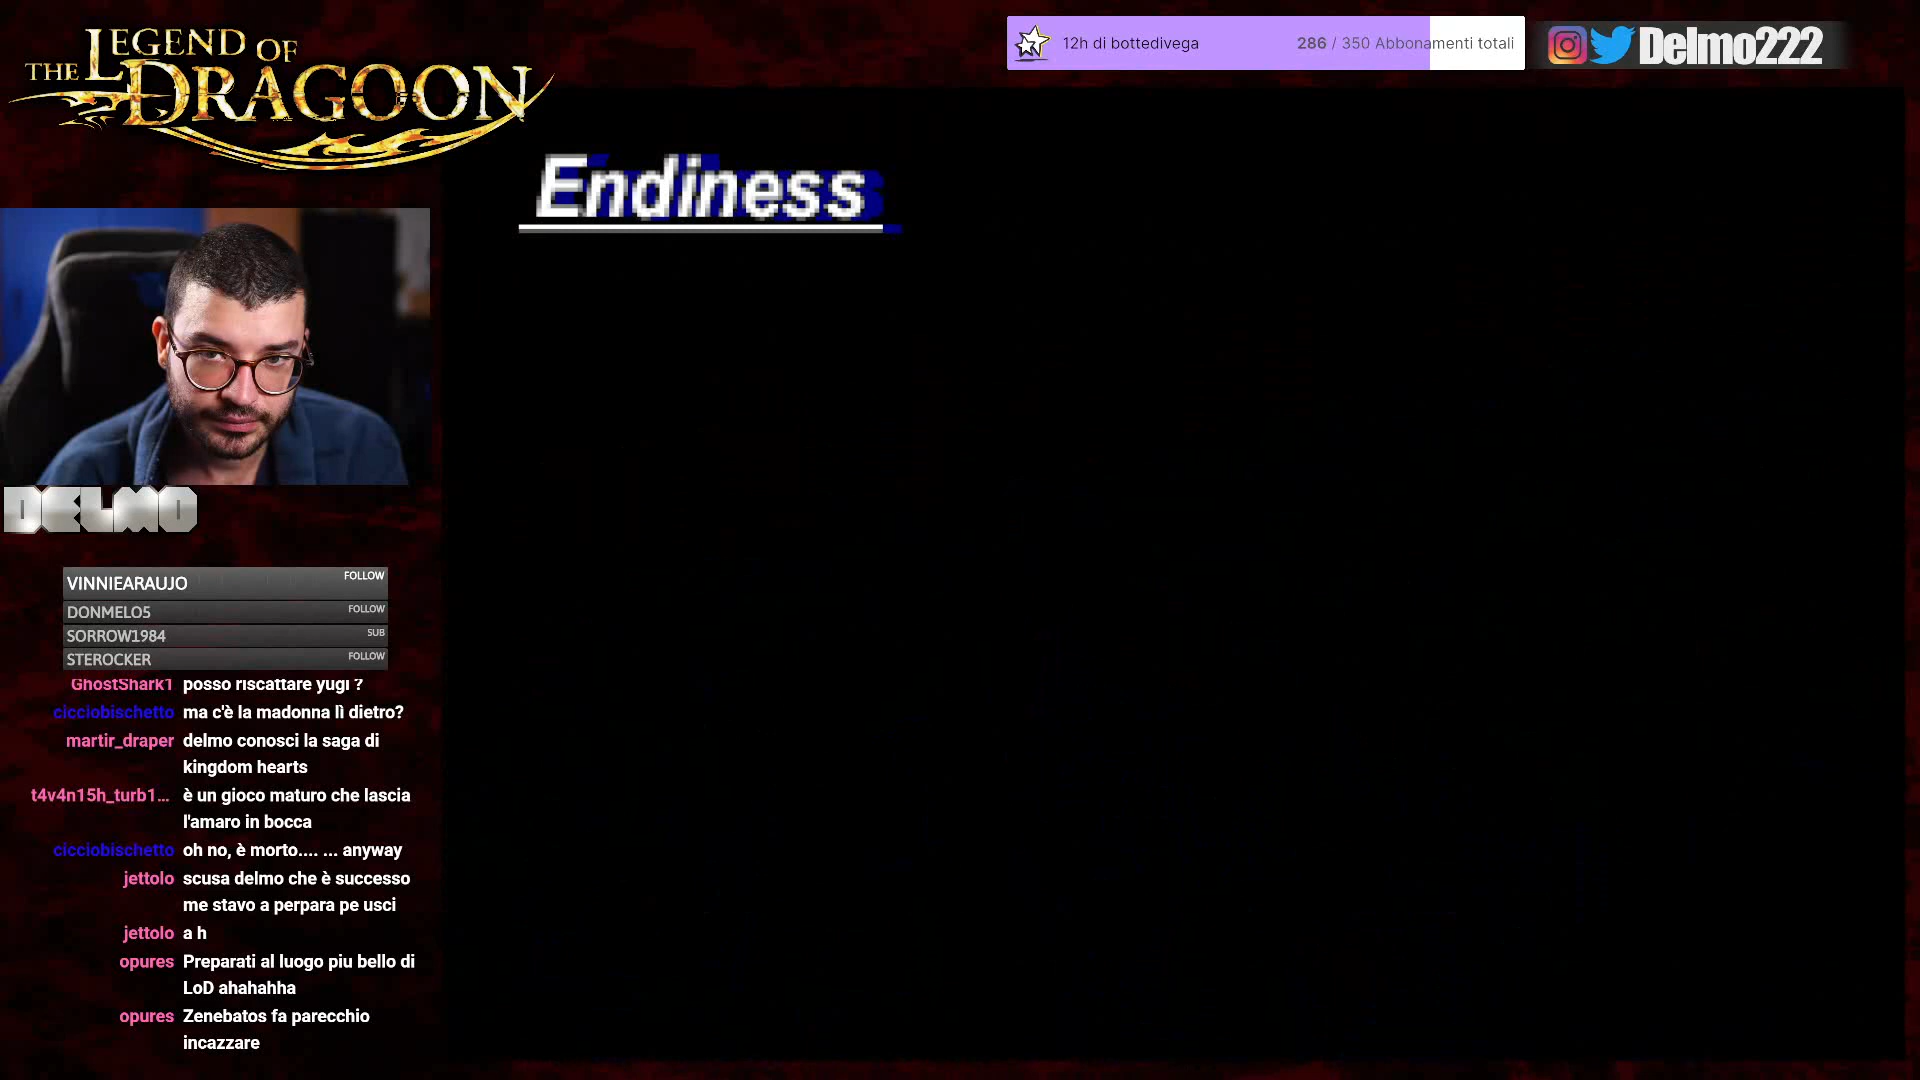 THE LEGEND OF
DRAGOON
12h di bottedivega 286 / 350 Abbonamenti totali
Delmo222
Endiness
DELMO
VINNIEARAUJO FOLLOW
DONMELO5 FOLLOW
SORROW1984 SUB
STEROCKER FOLLOW
GhostShark1 posso riscattare yugi ?
cicciobischetto ma c'è la madonna lì dietro?
martir_draper delmo conosci la saga di
kingdom hearts
t4v4n15h_turb1... è un gioco maturo che lascia
l'amaro in bocca
cicciobischetto oh no, è morto.... ... anyway
jettolo scusa delmo che è successo
me stavo a perpara pe usci
jettolo a h
opures Preparati al luogo piu bello di
LoD ahahahha
opures Zenebatos fa parecchio
incazzare